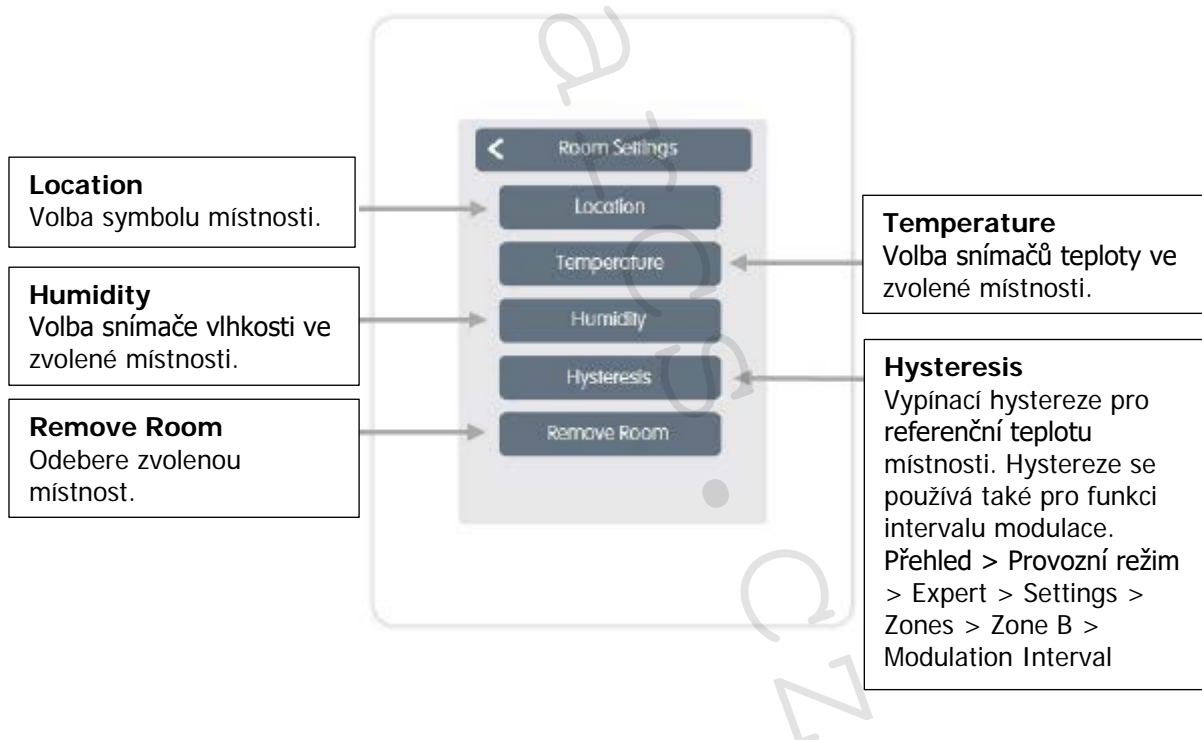 Room Settings
Location
Temperature
Humidity
Hysteresis
Remove Room
Location
Volba symbolu místnosti.
Humidity
Volba snímače vlhkosti ve
zvolené místnosti.
Remove Room
Odebere zvolenou
místnost.
Temperature
Volba snímačů teploty ve
zvolené místnosti.
Hysteresis
Vypínací hystereze pro
referenční teplotu
místnosti. Hystereze se
používá také pro funkci
intervalu modulace.
Přehled > Provozní režim
> Expert > Settings >
Zones > Zone B >
Modulation Interval